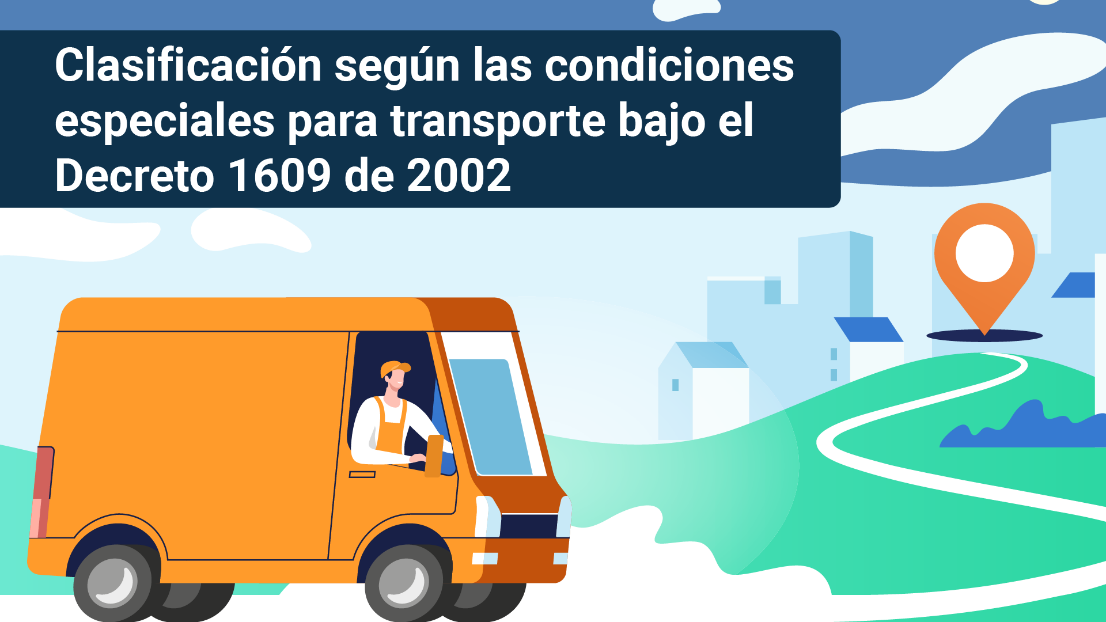 Clasificación según las condiciones
especiales para transporte bajo el
Decreto 1609 de 2002